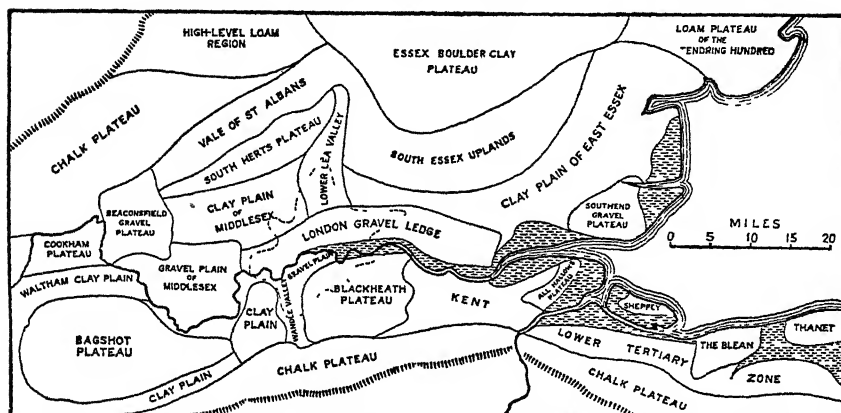 HIGH-LEVEL LOAM
REGION
ESSEX BOULDER CLAY
PLATEAU
LOAM PLATEAU
OF THE
TENDRING HUNDRED
CHALK PLATEAU
VALE OF ST ALBANS
SOUTH HERTS PLATEAU
LOWER LEA VALLEY
SOUTH ESSEX UPLANDS
CLAY PLAIN OF EAST ESSEX
BEACONSFIELD
GRAVEL
PLATEAU
CLAY PLAIN
OF
MIDDLESEX
SOUTHEND
GRAVEL
PLATEAU
MILES
0 5 10 15 20
COOKHAM
PLATEAU
LONDON GRAVEL LEDGE
WALTHAM CLAY PLAIN
GRAVEL PLAIN
OF
MIDDLESEX
GRAVEL PLAIN
WANDLE VALLEY
CLAY
PLAIN
BLACKHEATH
PLATEAU
KENT
ALL HALLOWS
PLATEAU
SHEPPEY
THANET
BAGSHOT
PLATEAU
LOWER TERTIARY
THE BLEAN
ZONE
CLAY PLAIN
CHALK PLATEAU
CHALK PLATEAU